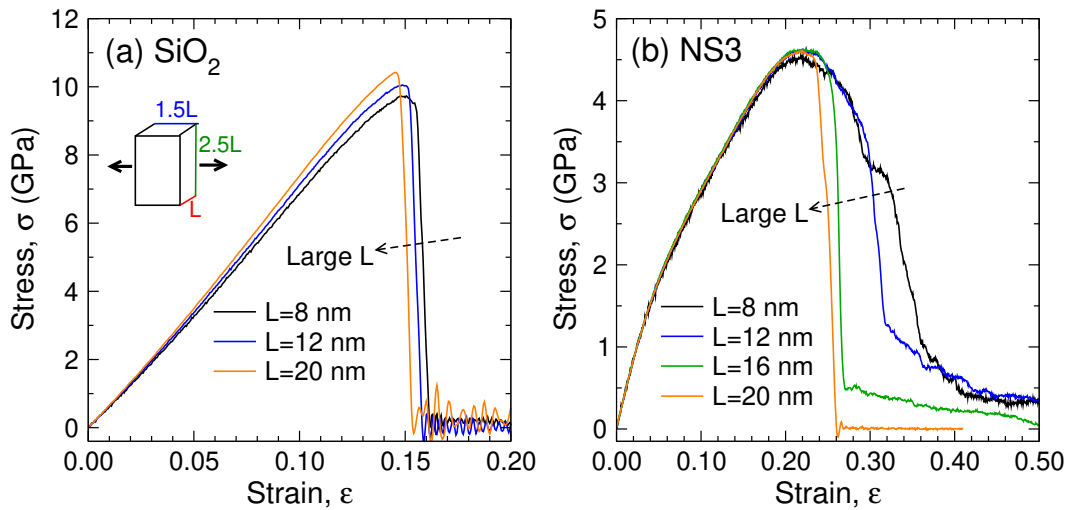 (a) SiO2
1.5L
2.5L
L
Large L
L=8 nm
L=12 nm
L=20 nm
Stress, σ (GPa)
12
10
8
6
4
2
0
0.00 0.05 0.10 0.15 0.20
Strain, ε
(b) NS3
Large L
L=8 nm
L=12 nm
L=16 nm
L=20 nm
Stress, σ (GPa)
5
4
3
2
1
0
0.00 0.10 0.20 0.30 0.40 0.50
Strain, ε